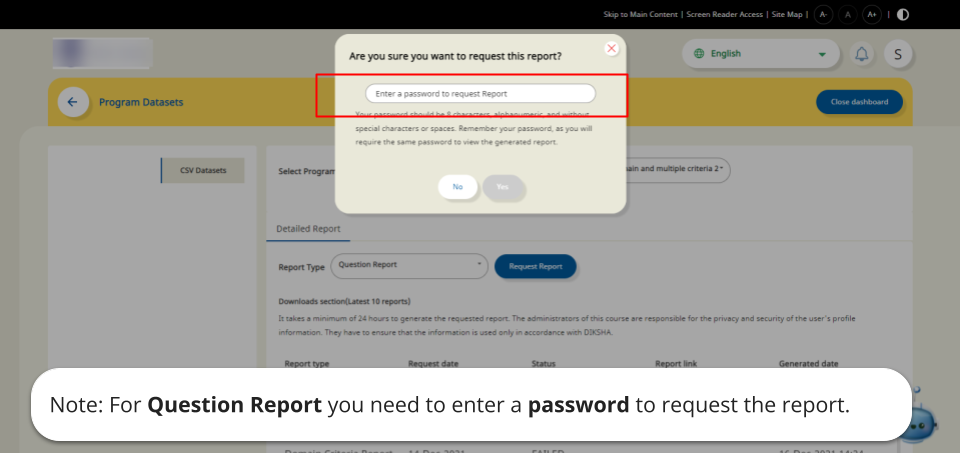 Skip to Main Content | Screen Reader Access | Site Map | A- A A+ |
Are you sure you want to request this report?
English
S
Enter a password to request Report
Program Datasets
Close dashboard
Your password should be 8 characters, alphanumeric, and without
special characters or spaces. Remember your password, as you will
require the same password to view the generated report.
CSV Datasets
Select Program
ain and multiple criteria 2
No
Yes
Detailed Report
Report Type
Question Report
Request Report
Downloads section(Latest 10 reports)
It takes a minimum of 24 hours to generate the requested report. The administrators of this course are responsible for the privacy and security of the user's profile
information. They have to ensure that the information is used only in accordance with DIKSHA.
Report type Request date Status Report link Generated date
Note: For Question Report you need to enter a password to request the report.
Domain Criteria Report 14-Dec-2021 FAILED